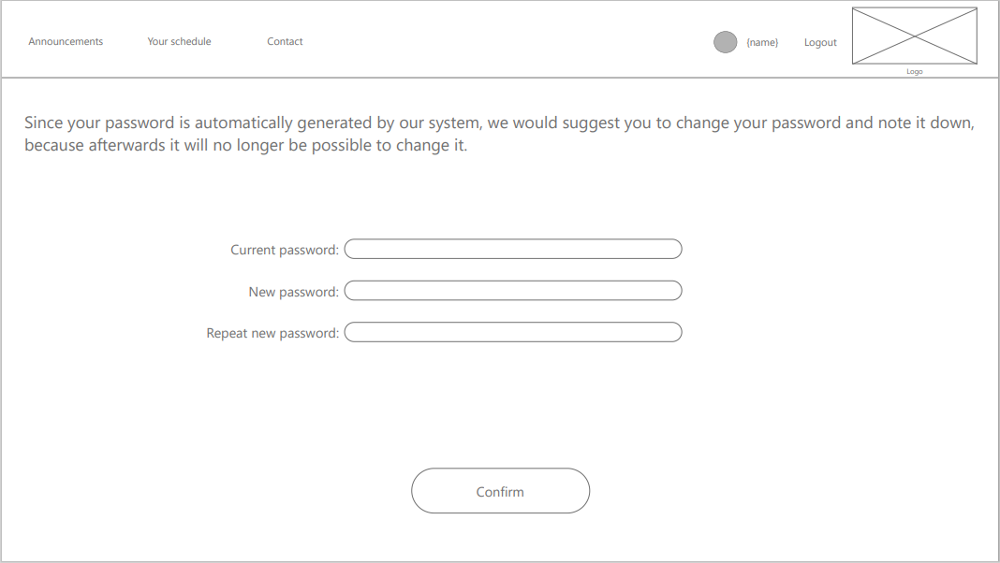 Announcements
Your schedule
Contact
(name)
Logout
Logo
Since your password is automatically generated by our system, we would suggest you to change your password and note it down,
because afterwards it will no longer be possible to change it.
Current password:
New password:
Repeat new password:
Confirm